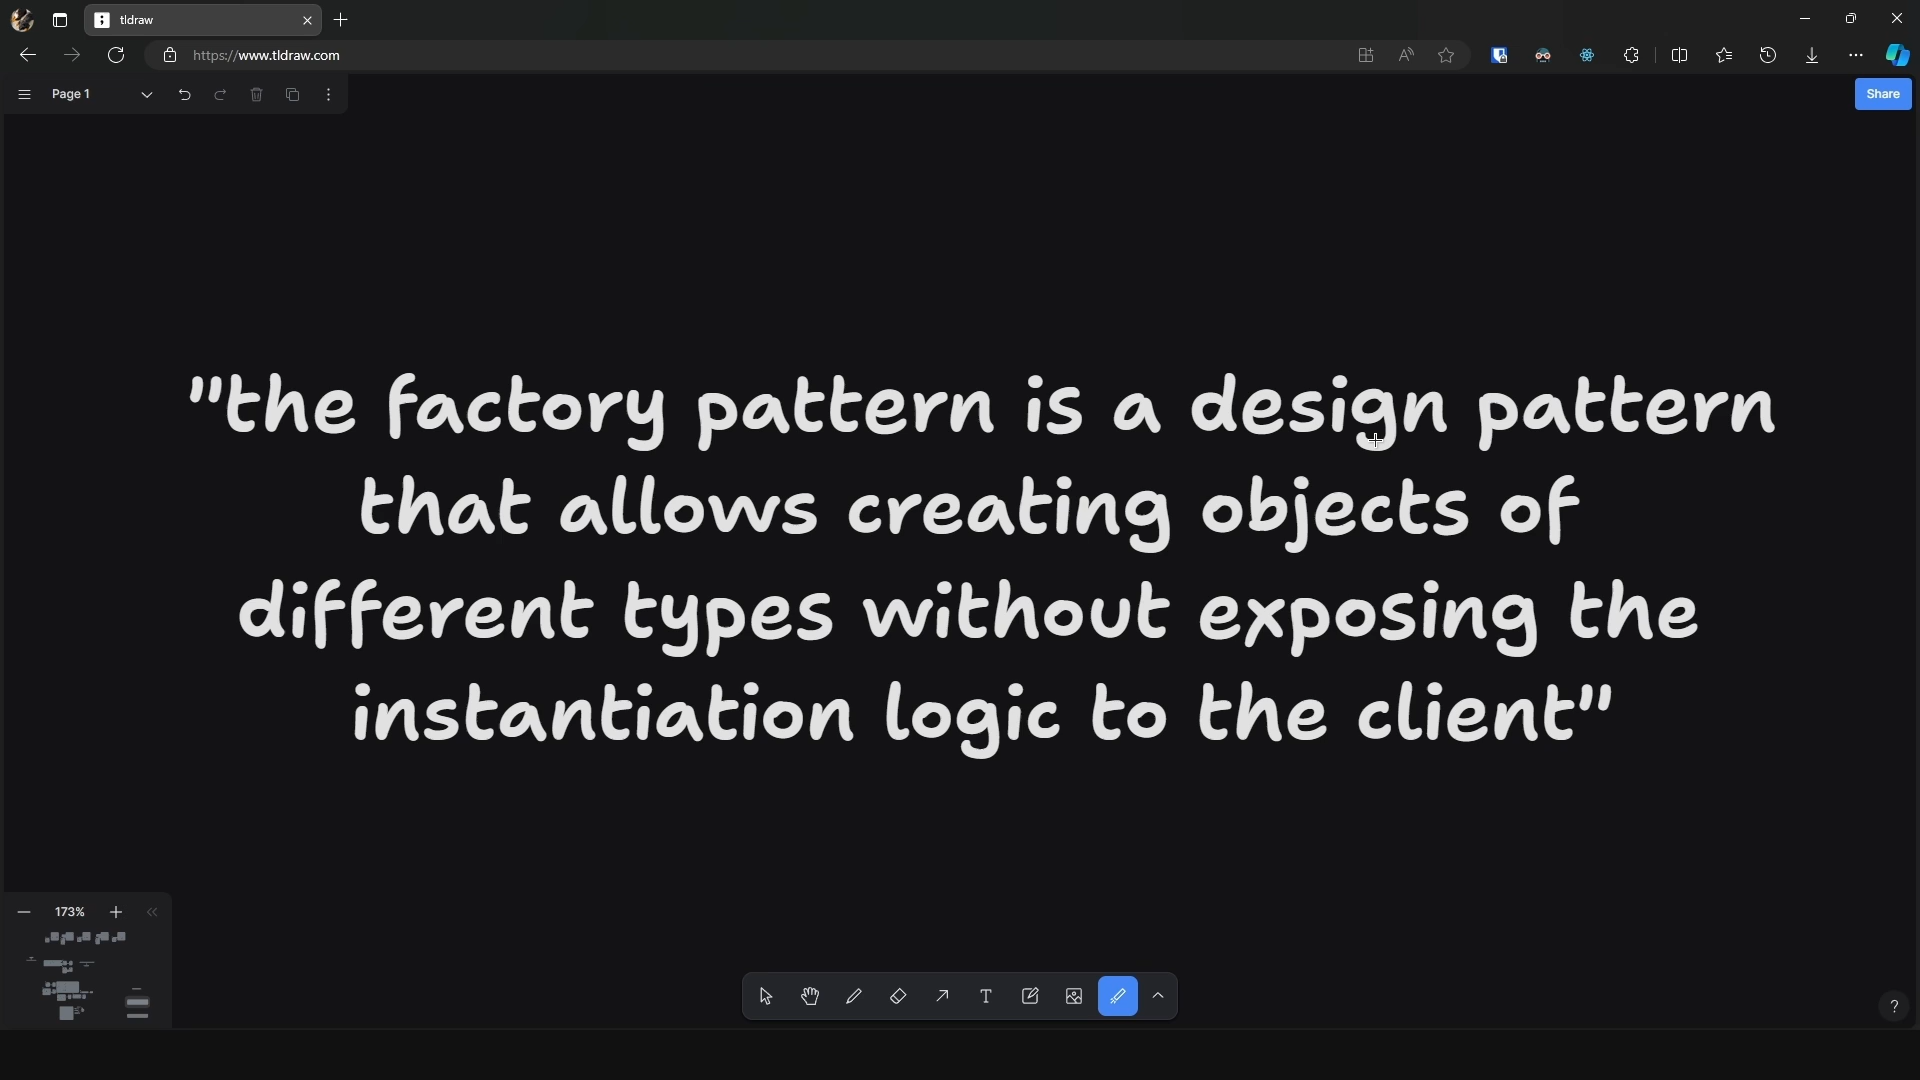 tldraw
https://www.tldraw.com
Page 1
Share
"the factory pattern is a design pattern
that allows creating objects of
different types without exposing the
instantiation logic to the client"
173%
?